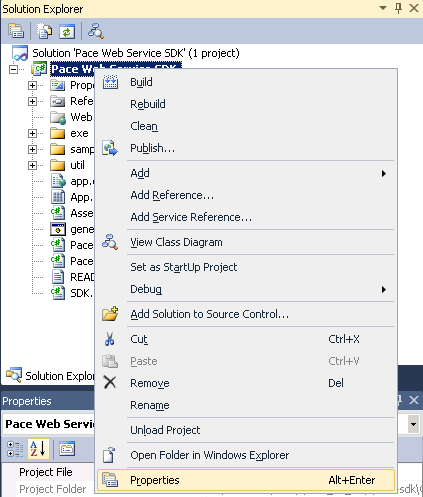 Solution Explorer
Solution 'Pace Web Service SDK' (1 project)
Pace Web Service SDK
Prope
Refe
Web
exe
samp
util
app.
App.
Asse
gene
Pace
Pace
READ
SDK.
Build
Rebuild
Clean
Publish...
Add
Add Reference...
Add Service Reference...
View Class Diagram
Set as StartUp Project
Debug
Add Solution to Source Control...
Cut Ctrl+X
Paste Ctrl+V
Remove Del
Rename
Unload Project
Open Folder in Windows Explorer
Properties Alt+Enter
Solution Explor
Properties
Pace Web Servi
Project File
Project Folder